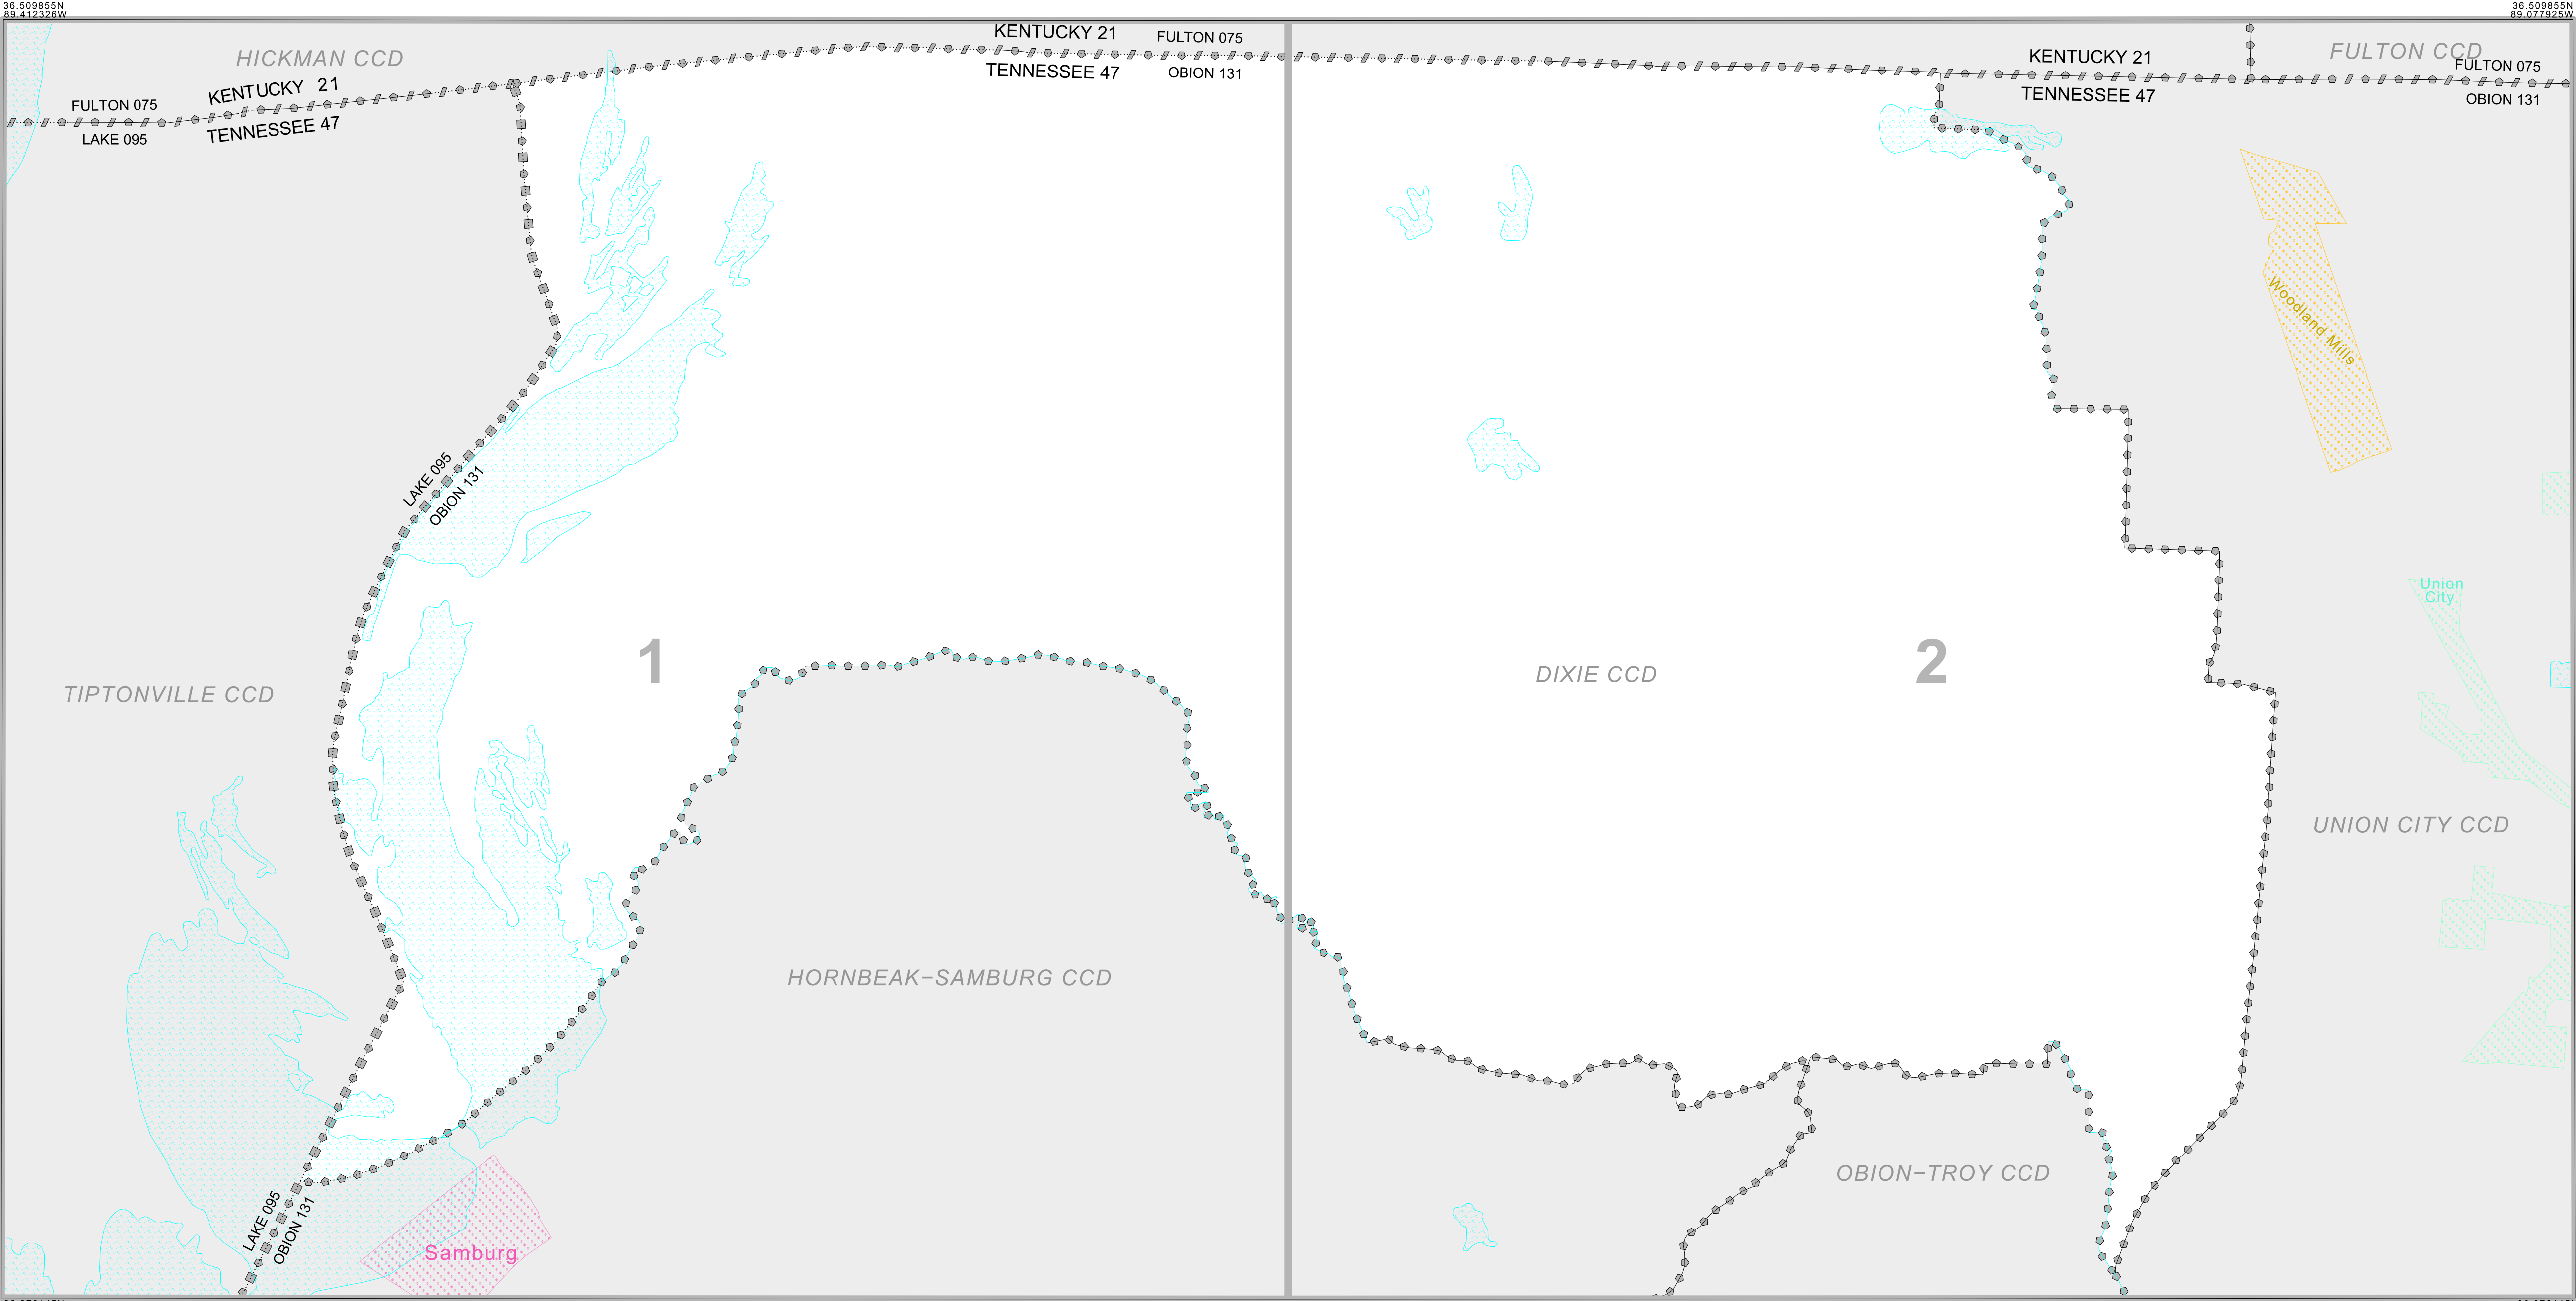 36.509855N
89.412326W
36.509855N
89.077925W
HICKMAN CCD
KENTUCKY 21
FULTON 075
TENNESSEE 47
OBION 131
KENTUCKY 21
TENNESSEE 47
FULTON CCD
FULTON 075
OBION 131
FULTON 075
KENTUCKY 21
LAKE 095
TENNESSEE 47
Woodland Mills
LAKE 095
OBION 131
Union
City
1
2
DIXIE CCD
TIPTONVILLE CCD
UNION CITY CCD
HORNBEAK–SAMBURG CCD
OBION–TROY CCD
LAKE 095
OBION 131
Samburg